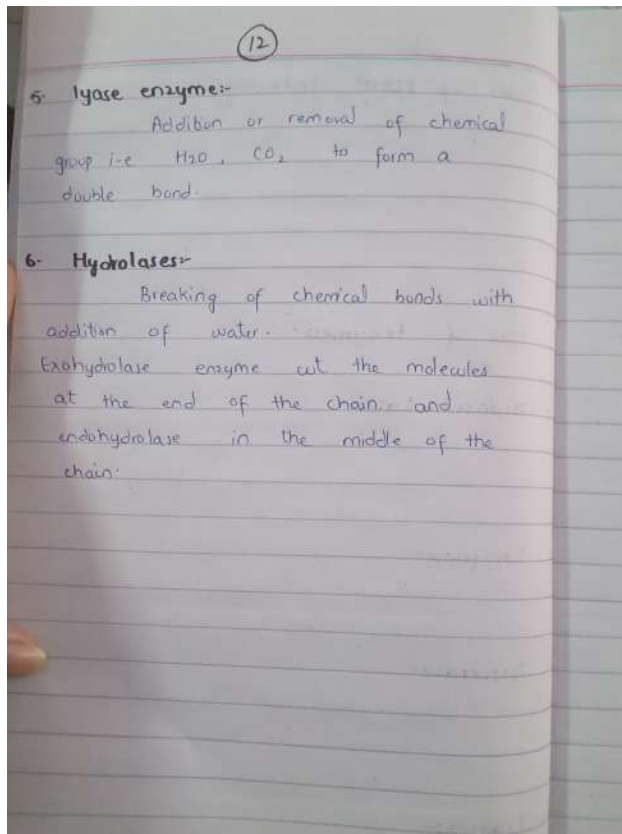 12
5. lyase enzyme:-
Addition or removal of chemical
group i-e H2O, CO2 to form a
double bond.
6- Hydrolases:-
Breaking of chemical bonds with
addition of water.
Exohydrolase enzyme cut the molecules
at the end of the chain and
endohydrolase in the middle of the
chain.